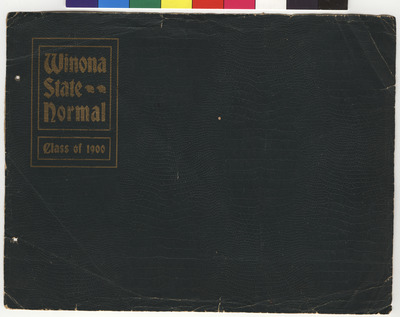 Winona
State
Normal
Class of 1900